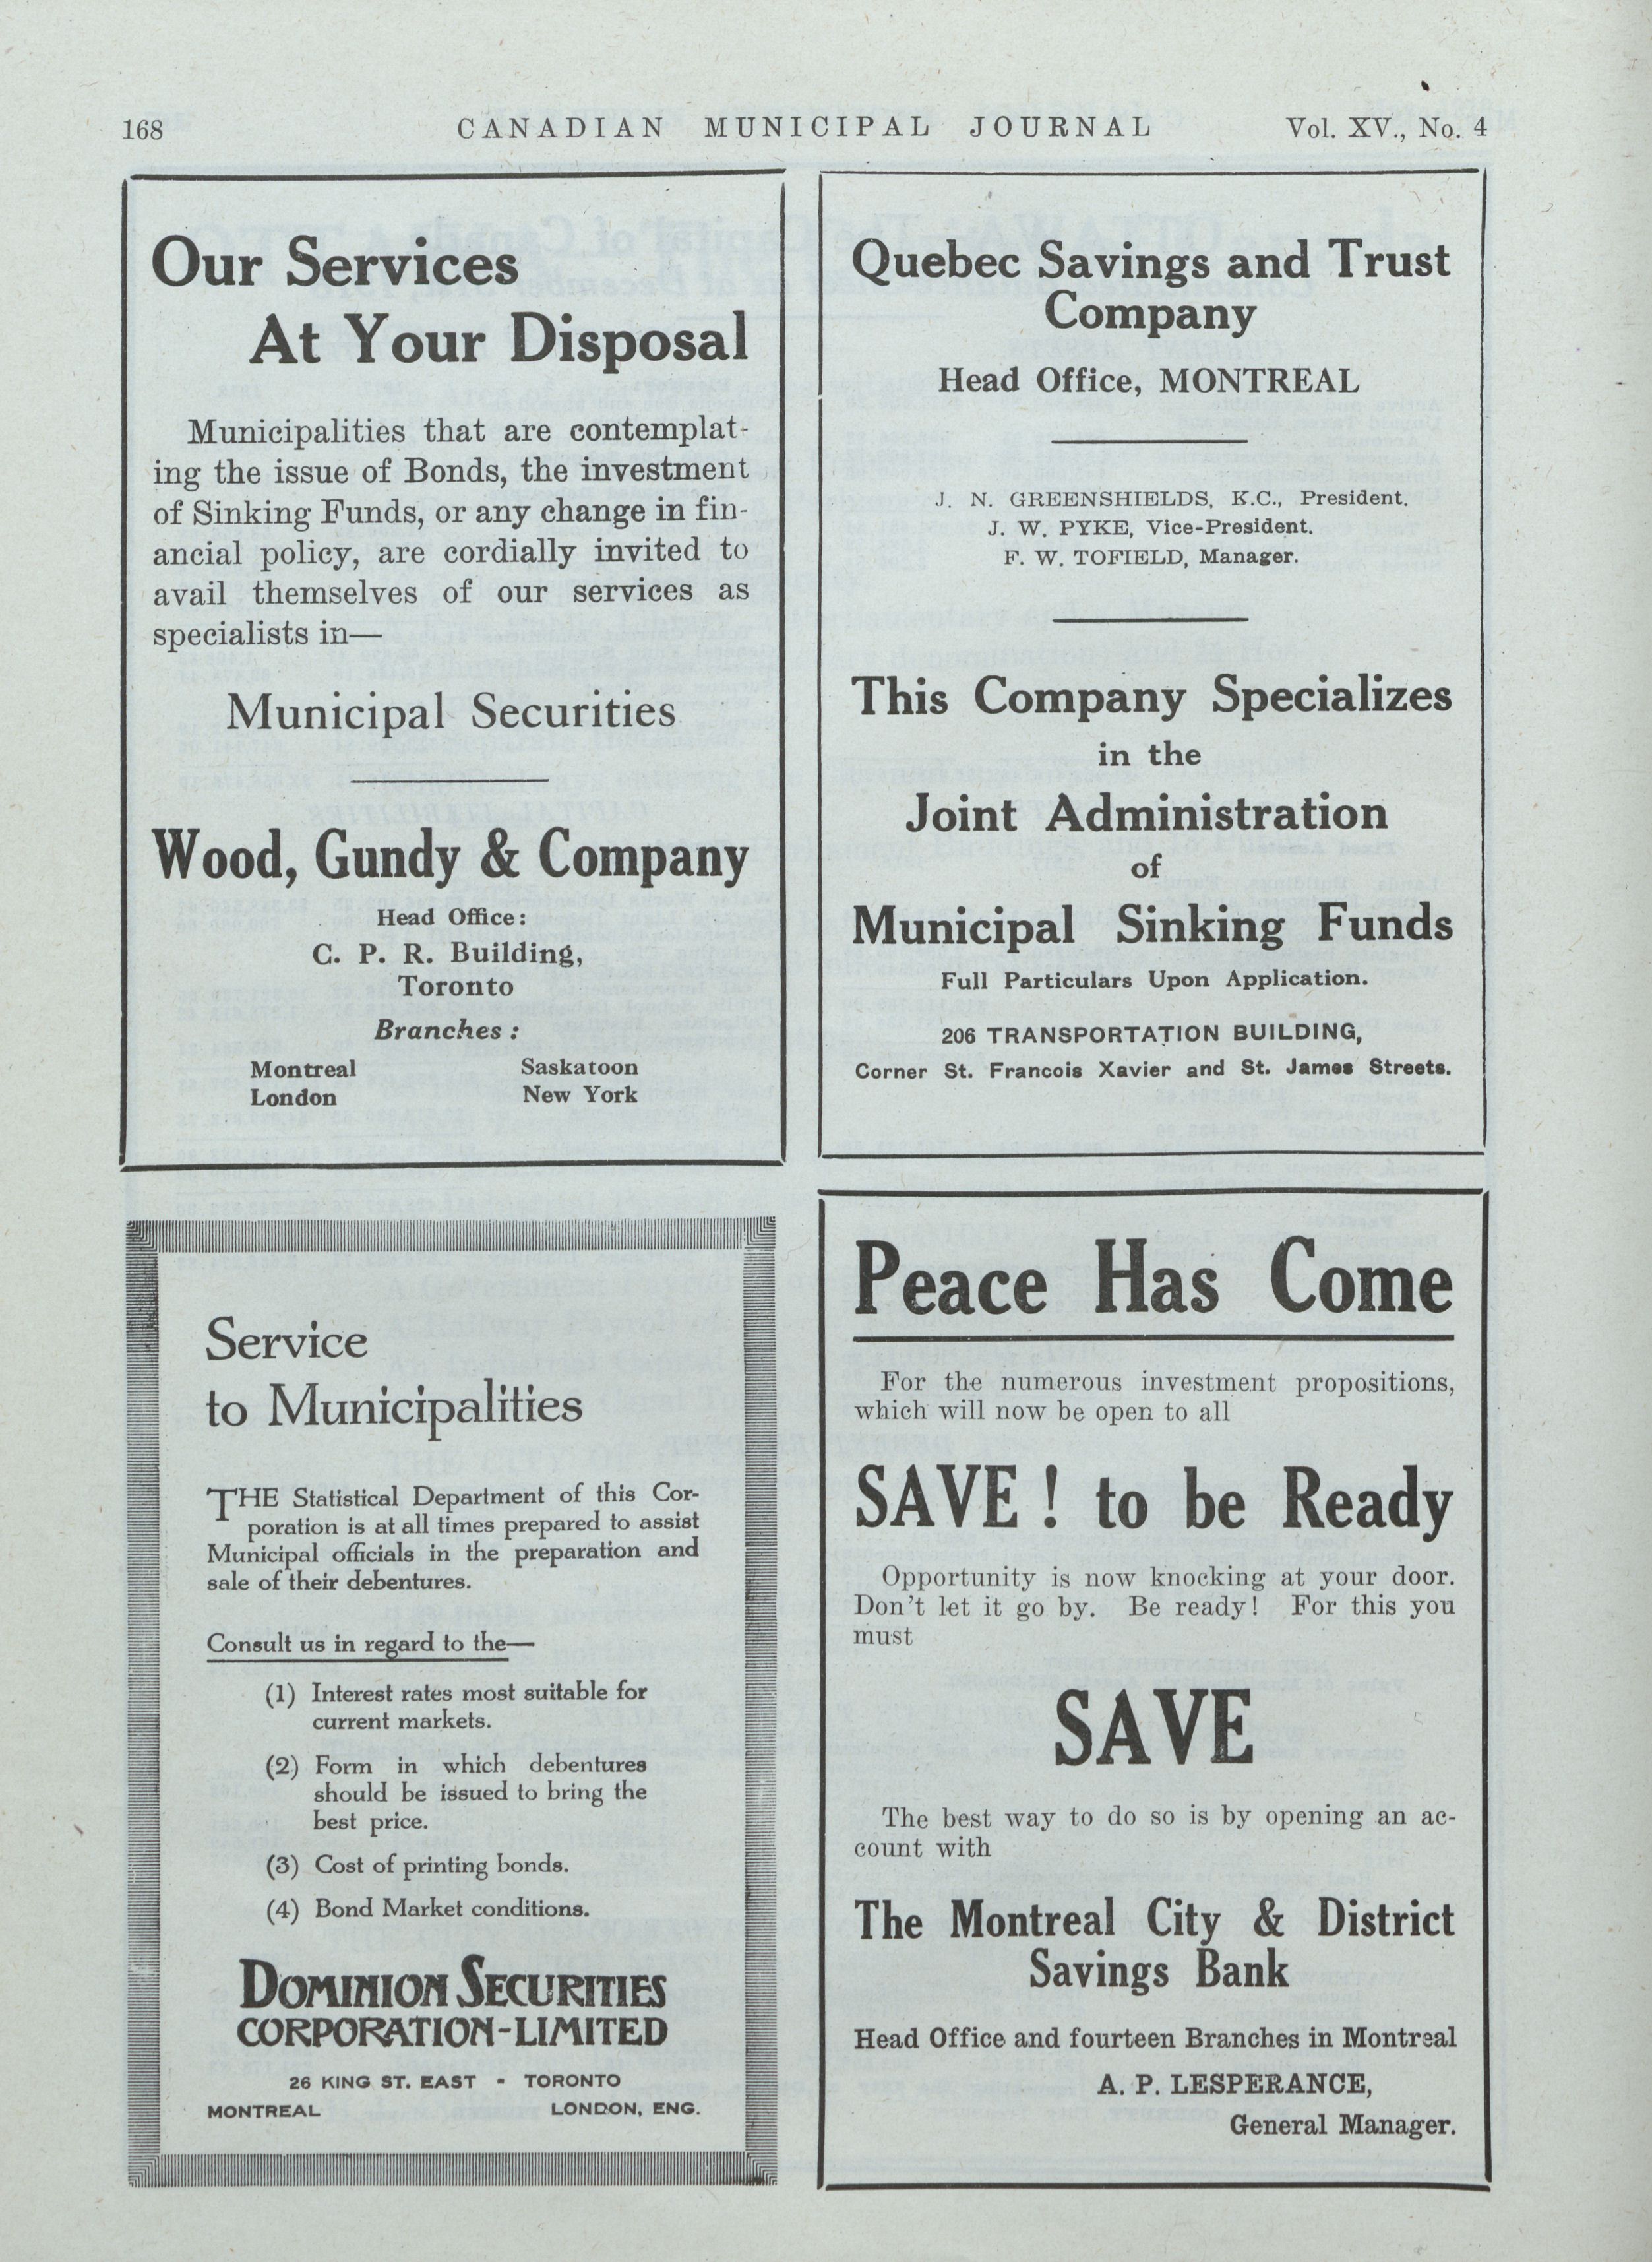 168
CANADIAN MUNICIPAL JOURNAL
Vol. XV., No. 4
Our Services
At Your Disposal
Municipalities that are contemplat-
ing the issue of Bonds, the investment
of Sinking Funds, or any change in fin-
ancial policy, are cordially invited to
avail themselves of our services as
specialists in—
Municipal Securities
Wood, Gundy & Company
Head Office:
C. P. R. Building,
Toronto
Branches:
Montreal Saskatoon
London New York
Quebec Savings and Trust
Company
Head Office, MONTREAL
J. N. GREENSHIELDS, K.C., President.
J. W. PYKE, Vice-President.
F. W. TOFIELD, Manager.
This Company Specializes
in the
Joint Administration
of
Municipal Sinking Funds
Full Particulars Upon Application.
206 TRANSPORTATION BUILDING,
Corner St. Francois Xavier and St. James Streets.
Service
to Municipalities
THE Statistical Department of this Cor-
poration is at all times prepared to assist
Municipal officials in the preparation and
sale of their debentures.
Consult us in regard to the—
(1) Interest rates most suitable for
current markets.
(2) Form in which debentures
should be issued to bring the
best price.
(3) Cost of printing bonds.
(4) Bond Market conditions.
DOMINION SECURITIES
CORPORATION-LIMITED
26 KING ST. EAST - TORONTO
MONTREAL LONDON, ENG.
Peace Has Come
For the numerous investment propositions,
which will now be open to all
SAVE! to be Ready
Opportunity is now knocking at your door.
Don't let it go by. Be ready! For this you
must
SAVE
The best way to do so is by opening an ac-
count with
The Montreal City & District
Savings Bank
Head Office and fourteen Branches in Montreal
A. P. LESPERANCE,
General Manager.